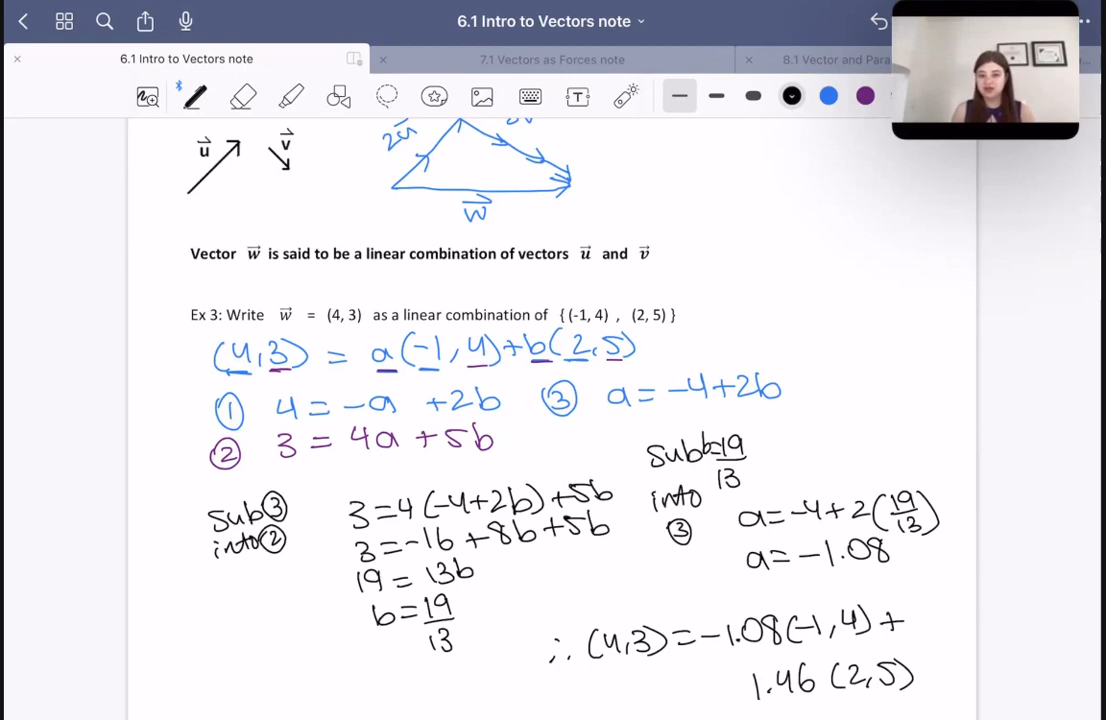 6.1 Intro to Vectors note
6.1 Intro to Vectors note
7.1 Vectors as Forces note
8.1 Vector and Para
u⃗
v⃗
2u⃗
w⃗
Vector w⃗ is said to be a linear combination of vectors u⃗ and v⃗
Ex 3: Write w⃗ = (4, 3) as a linear combination of {(-1, 4) , (2, 5) }
(4,3) = a(-1,4)+b(2,5)
① 4 = -a +2b ③ a = -4+2b
② 3 = 4a +5b
sub③
into②
3=4(-4+2b)+5b
3=-16+8b+5b
19 = 13b
b=19/13
sub b=19/13
into
③
a=-4+2(19/13)
a=-1.08
∴ (4,3)=-1.08(-1,4)+
1.46 (2,5)